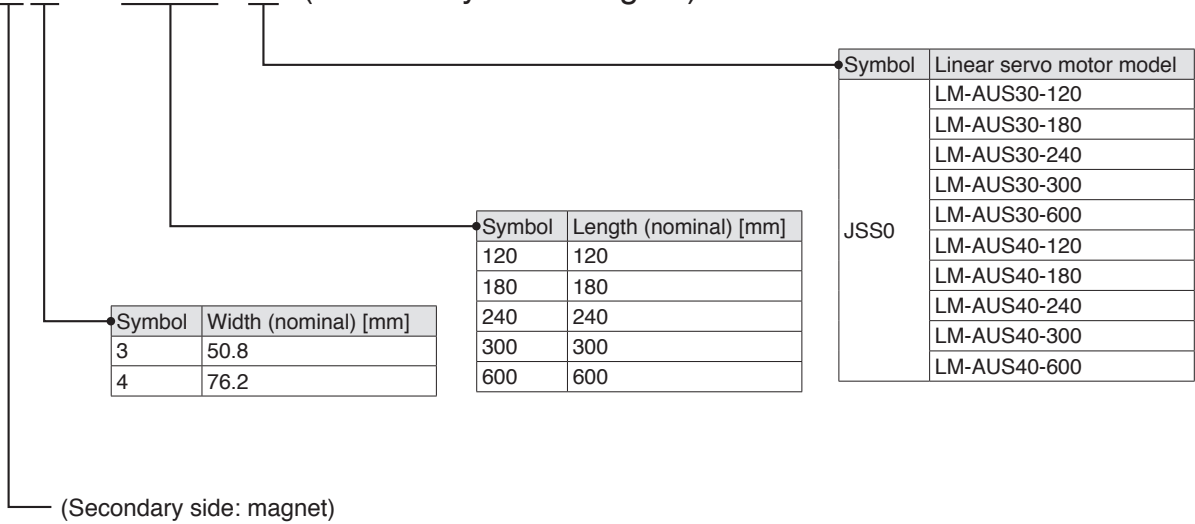 Symbol Linear servo motor model
JSS0
LM-AUS30-120
LM-AUS30-180
LM-AUS30-240
LM-AUS30-300
LM-AUS30-600
LM-AUS40-120
LM-AUS40-180
LM-AUS40-240
LM-AUS40-300
LM-AUS40-600
Symbol Length (nominal) [mm]
120 120
180 180
240 240
300 300
600 600
Symbol Width (nominal) [mm]
3 50.8
4 76.2
(Secondary side: magnet)